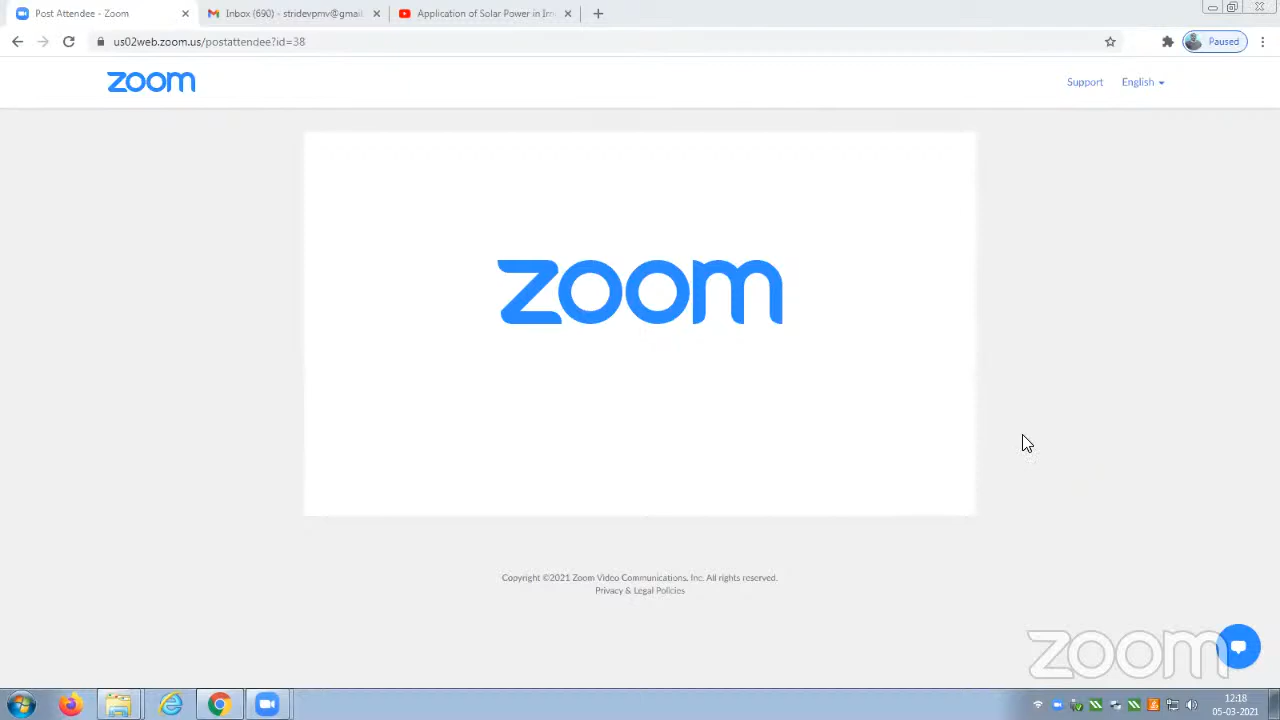 Post Attendee - Zoom
Inbox (690) - stridevpmv@gmail
Application of Solar Power in Irri
us02web.zoom.us/postattendee?id=38
Paused
zoom
Support
English
zoom
Copyright ©2021 Zoom Video Communications, Inc. All rights reserved.
Privacy & Legal Policies
zoom
12:18
05-03-2021